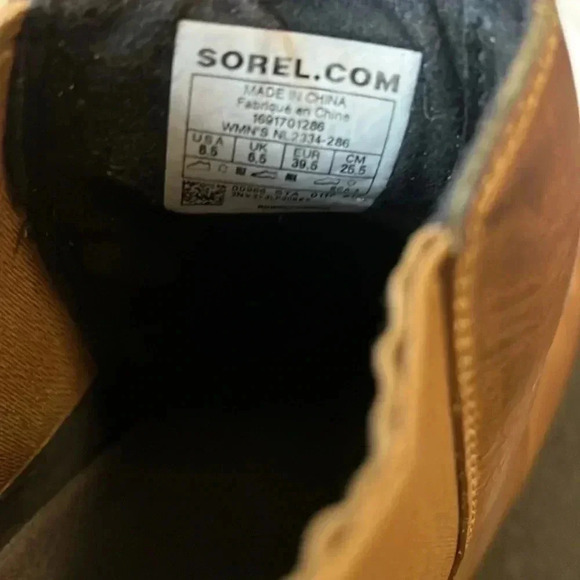 SOREL.COM
MADE IN CHINA
Fabriqué en China
1691701286
WMN'S NL2334-286
USA UK EUR CM
8.5 6.5 39.5 25.5